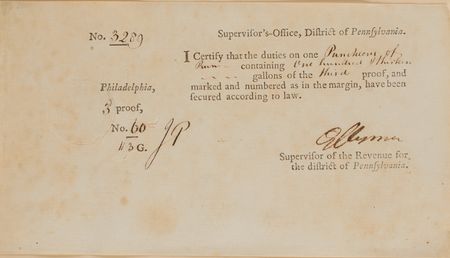 No. 3289
Supervisor's-Office, District of Pennſylvania.
I Certify that the duties on one Puncheon of
Rum containing One hundred thirteen
gallons of the third proof, and
marked and numbered as in the margin, have been
secured according to law.
Philadelphia,
3 proof,
No. 60
113 G.
JP
GClymer
Supervisor of the Revenue for
the district of Pennſylvania.